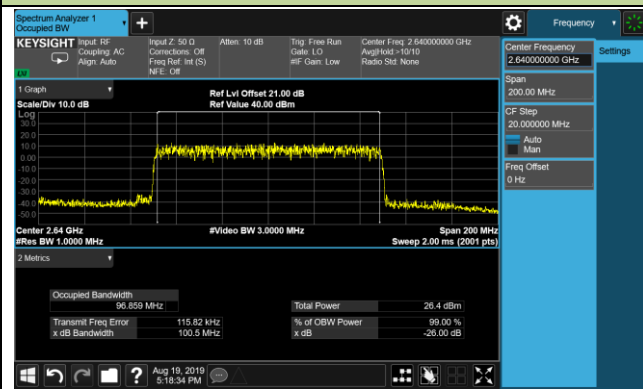 Spectrum Analyzer 1
Occupied BW
Frequency
KEYSIGHT
Input: RF
Coupling: AC
Align: Auto
Input Z: 50 Ω
Corrections: Off
Freq Ref: Int (S)
NFE: Off
Atten: 10 dB
Trig: Free Run
Gate: LO
#IF Gain: Low
Center Freq: 2.640000000 GHz
Avg|Hold:>10/10
Radio Std: None
1 Graph
Scale/Div 10.0 dB
Ref Lvl Offset 21.00 dB
Ref Value 40.00 dBm
Log
30.0
20.0
10.0
0.00
-10.0
-20.0
-30.0
-40.0
-50.0
Center 2.64 GHz
#Res BW 1.0000 MHz
#Video BW 3.0000 MHz
Span 200 MHz
Sweep 2.00 ms (2001 pts)
2 Metrics
Occupied Bandwidth
96.859 MHz
Total Power 26.4 dBm
Transmit Freq Error 115.82 kHz
% of OBW Power 99.00 %
x dB Bandwidth 100.5 MHz
x dB -26.00 dB
Center Frequency
2.640000000 GHz
Settings
Span
200.00 MHz
CF Step
20.000000 MHz
Auto
Man
Freq Offset
0 Hz
?
Aug 19, 2019
5:18:34 PM